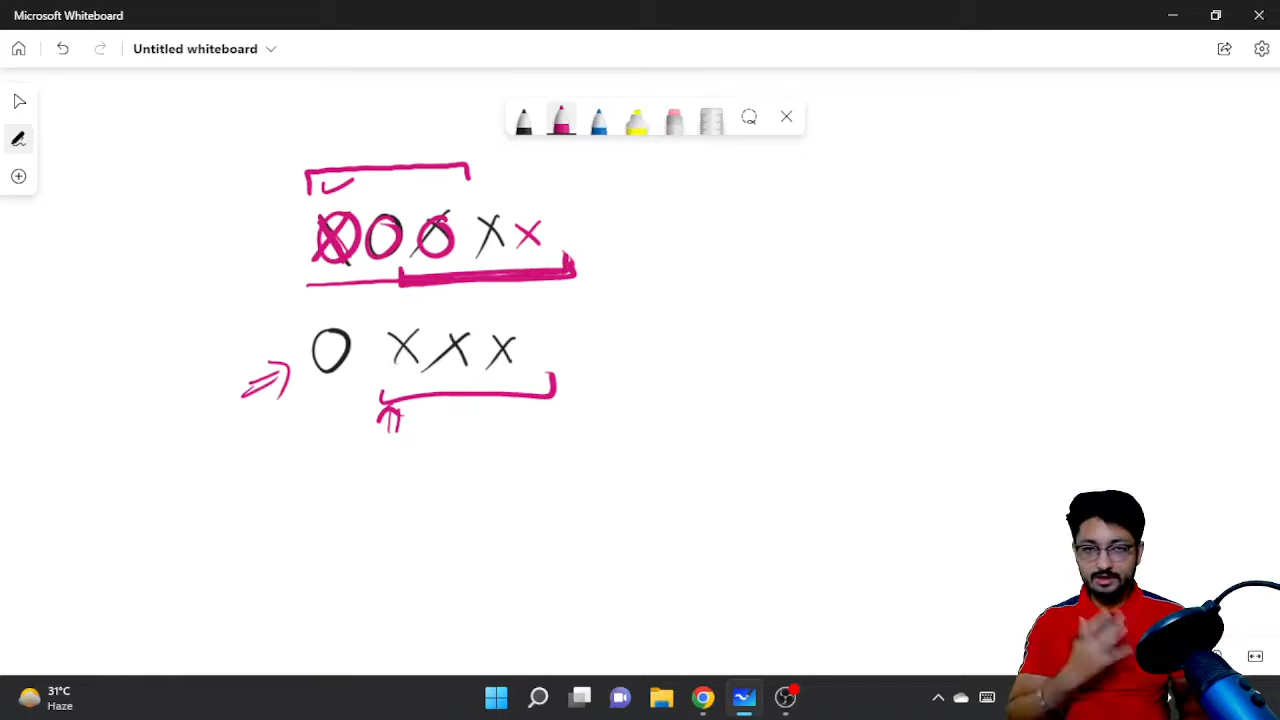 Microsoft Whiteboard
Untitled whiteboard
X O O X X
O X X X
31°C
Haze